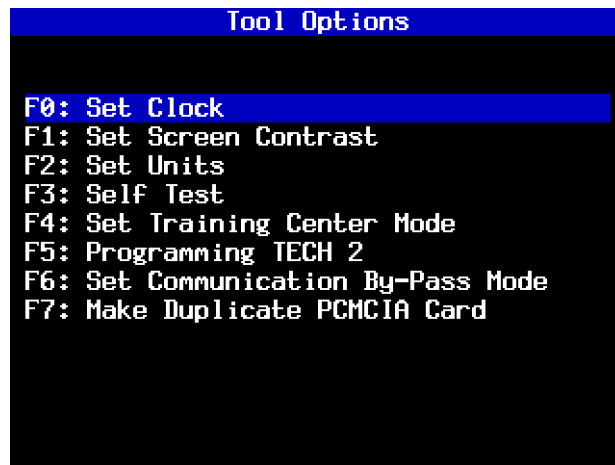 Tool Options
F0: Set Clock
F1: Set Screen Contrast
F2: Set Units
F3: Self Test
F4: Set Training Center Mode
F5: Programming TECH 2
F6: Set Communication By-Pass Mode
F7: Make Duplicate PCMCIA Card